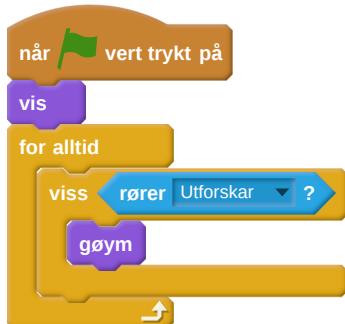 når vert trykt på
vis
for alltid
viss rører Utforskar ?
gøym